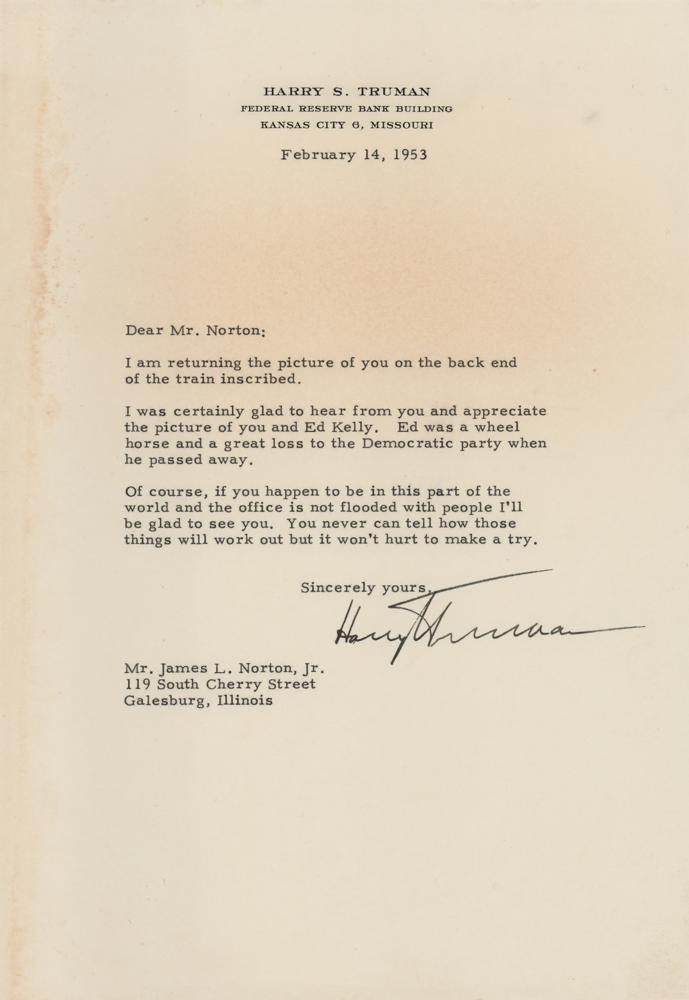 HARRY S. TRUMAN
FEDERAL RESERVE BANK BUILDING
KANSAS CITY 6, MISSOURI
February 14, 1953
Dear Mr. Norton:
I am returning the picture of you on the back end
of the train inscribed.
I was certainly glad to hear from you and appreciate
the picture of you and Ed Kelly. Ed was a wheel
horse and a great loss to the Democratic party when
he passed away.
Of course, if you happen to be in this part of the
world and the office is not flooded with people I'll
be glad to see you. You never can tell how those
things will work out but it won't hurt to make a try.
Sincerely yours,
Harry Truman
Mr. James L. Norton, Jr.
119 South Cherry Street
Galesburg, Illinois